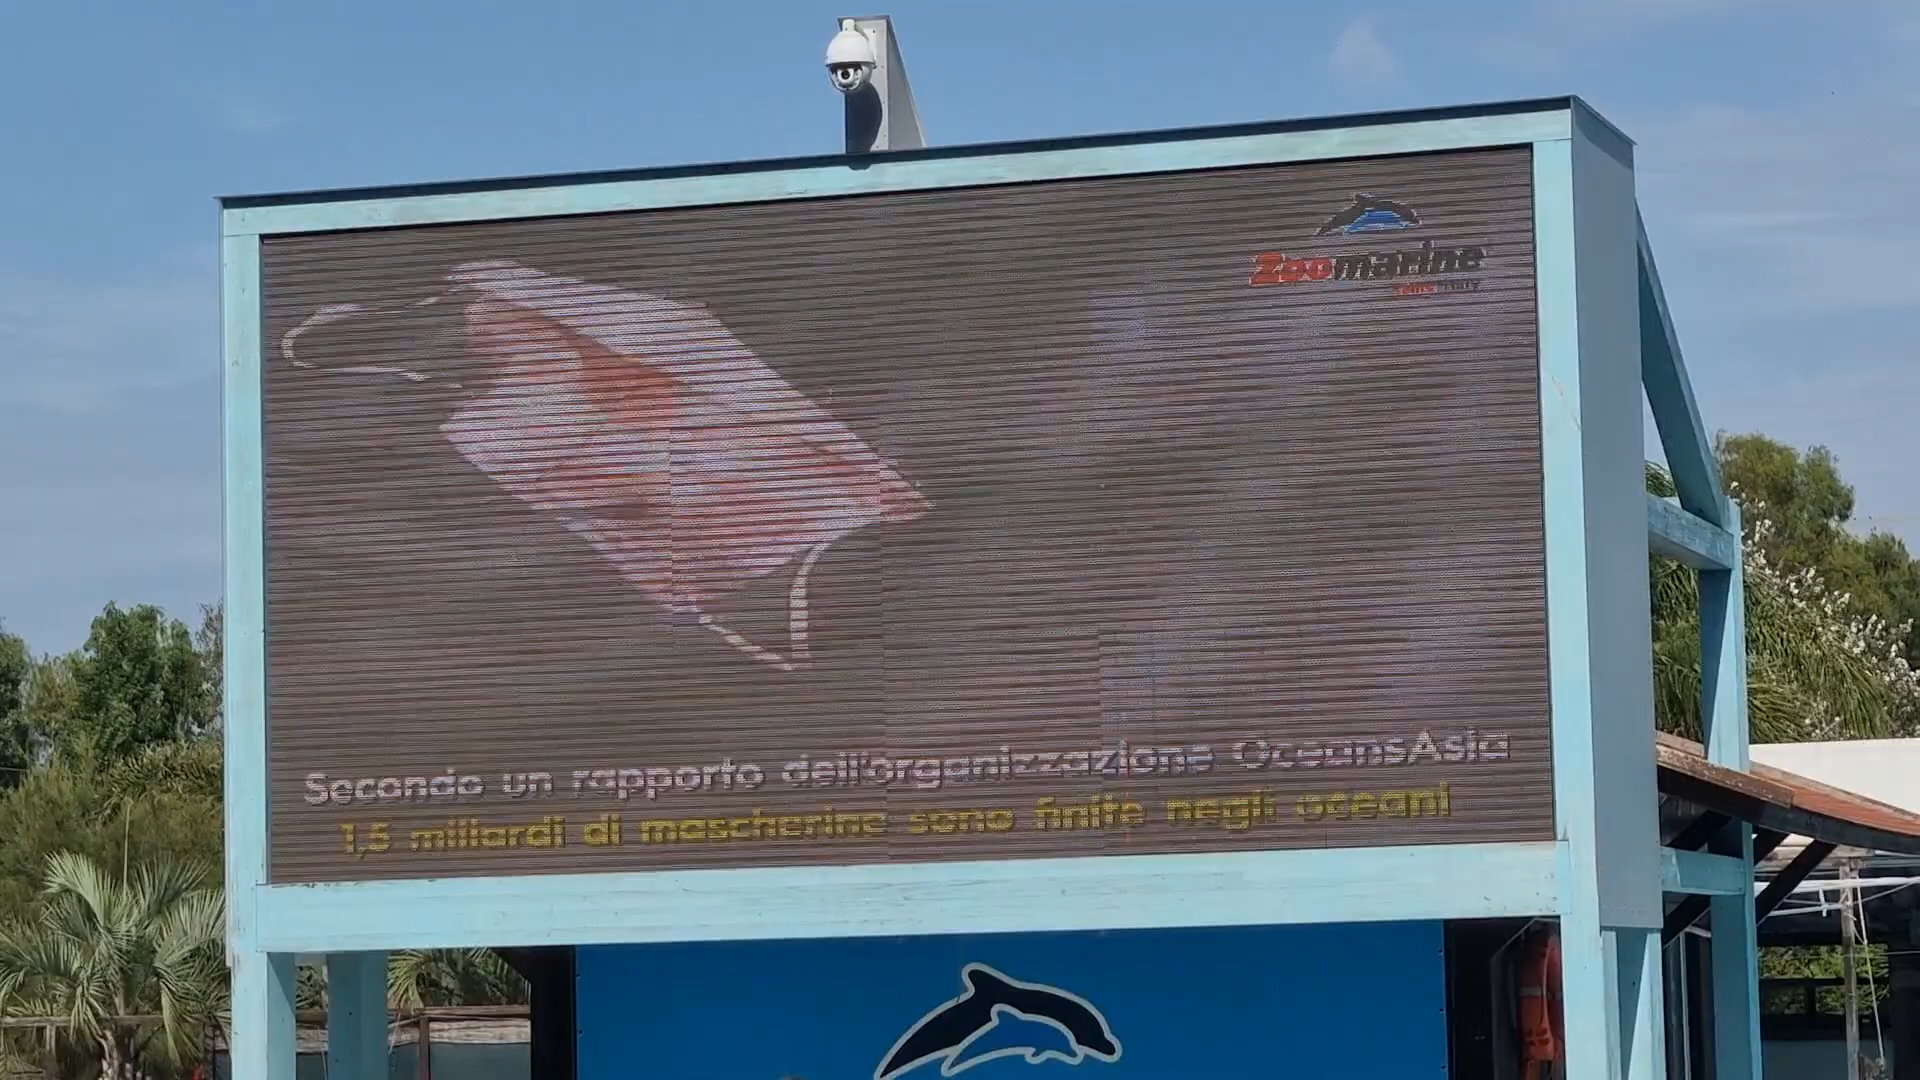 Zoomarine
Secondo un rapporto dell'organizzazione OceansAsia
1,5 miliardi di mascherine sono finite negli oceani